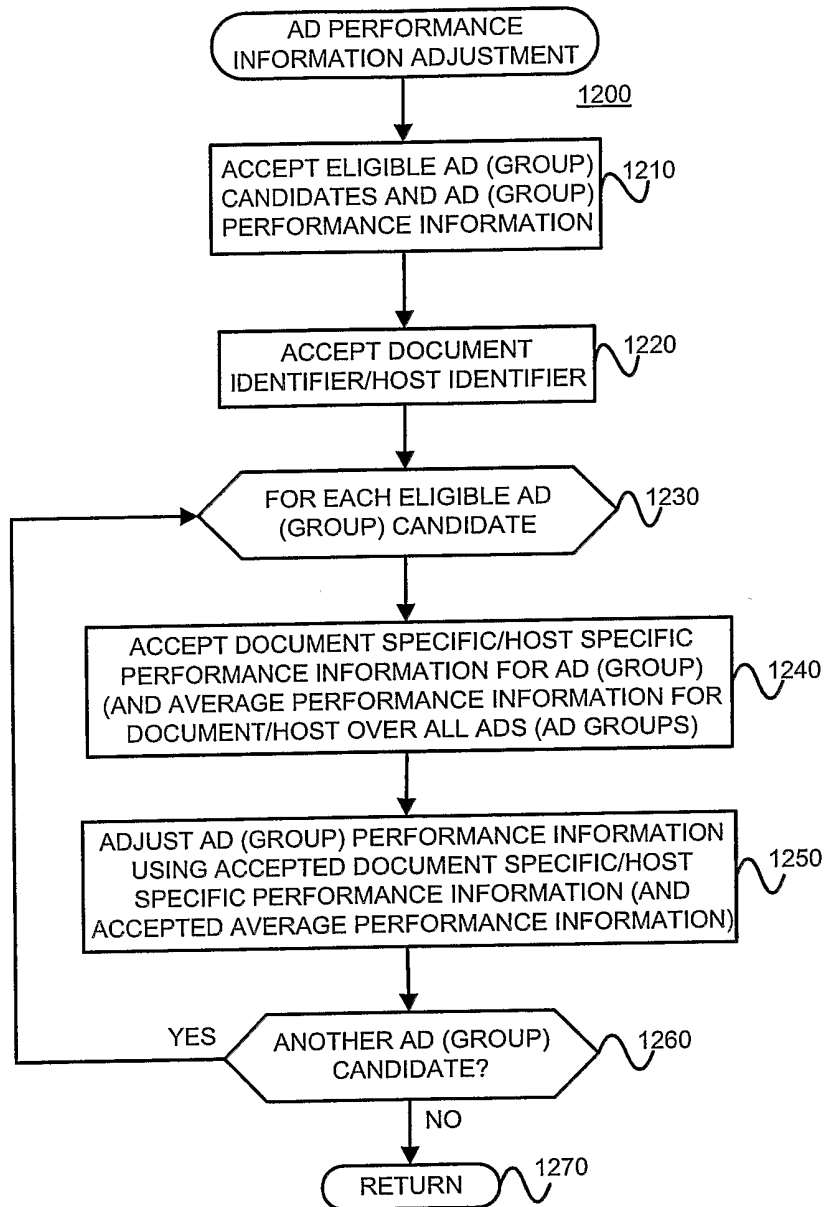 AD PERFORMANCE
INFORMATION ADJUSTMENT
1200
ACCEPT ELIGIBLE AD (GROUP)
CANDIDATES AND AD (GROUP)
PERFORMANCE INFORMATION
1210
ACCEPT DOCUMENT
IDENTIFIER/HOST IDENTIFIER
1220
FOR EACH ELIGIBLE AD
(GROUP) CANDIDATE
1230
ACCEPT DOCUMENT SPECIFIC/HOST SPECIFIC
PERFORMANCE INFORMATION FOR AD (GROUP)
(AND AVERAGE PERFORMANCE INFORMATION FOR
DOCUMENT/HOST OVER ALL ADS (AD GROUPS)
1240
ADJUST AD (GROUP) PERFORMANCE INFORMATION
USING ACCEPTED DOCUMENT SPECIFIC/HOST
SPECIFIC PERFORMANCE INFORMATION (AND
ACCEPTED AVERAGE PERFORMANCE INFORMATION)
1250
YES
ANOTHER AD (GROUP)
CANDIDATE?
1260
NO
RETURN
1270